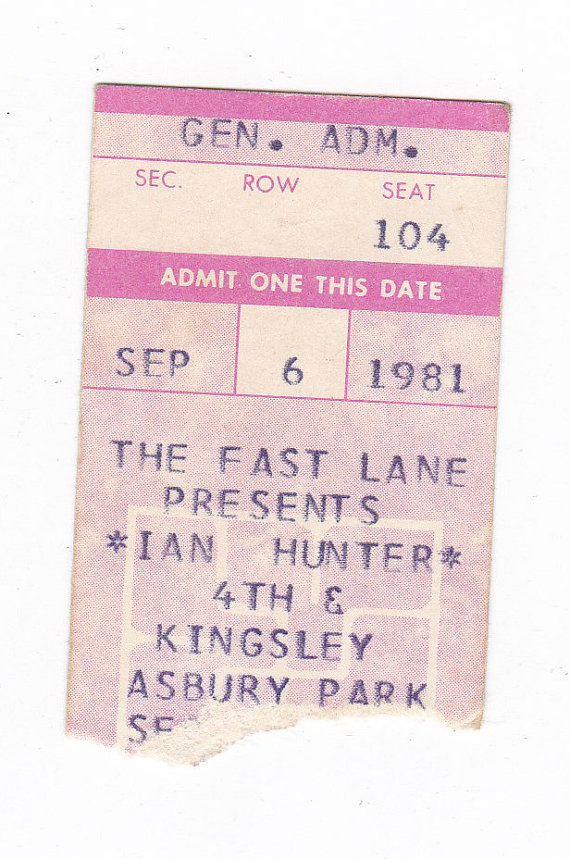 GEN. ADM.
SEC. ROW SEAT
104
ADMIT ONE THIS DATE
SEP 6 1981
THE FAST LANE
PRESENTS
*IAN HUNTER*
4TH &
KINGSLEY
ASBURY PARK